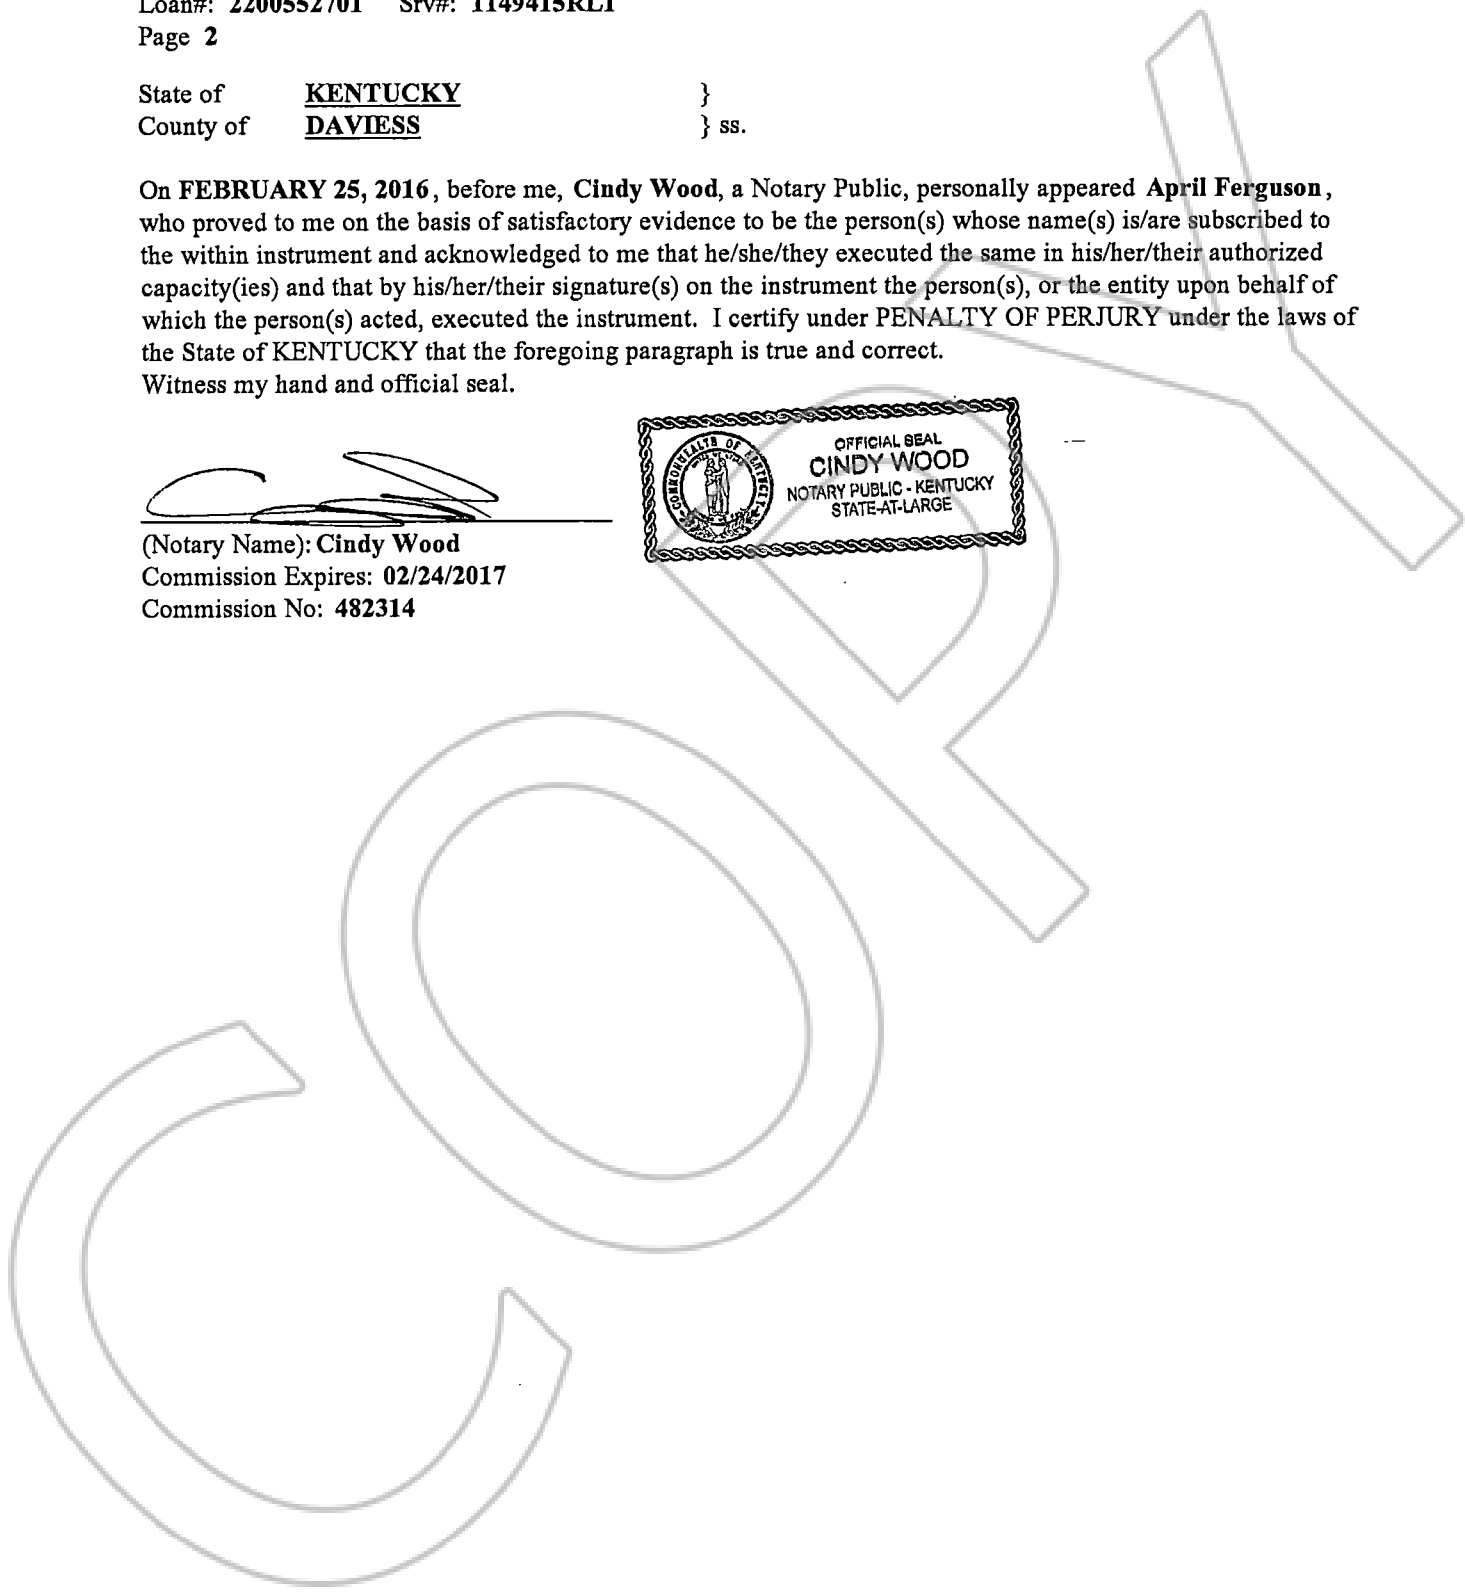 Loan#: 2200552701 Srv#: 1149415RL1
Page 2
State of KENTUCKY }
County of DAVIESS } ss.
On FEBRUARY 25, 2016, before me, Cindy Wood, a Notary Public, personally appeared April Ferguson,
who proved to me on the basis of satisfactory evidence to be the person(s) whose name(s) is/are subscribed to
the within instrument and acknowledged to me that he/she/they executed the same in his/her/their authorized
capacity(ies) and that by his/her/their signature(s) on the instrument the person(s), or the entity upon behalf of
which the person(s) acted, executed the instrument. I certify under PENALTY OF PERJURY under the laws of
the State of KENTUCKY that the foregoing paragraph is true and correct.
Witness my hand and official seal.
COMMONWEALTH OF KENTUCKY
OFFICIAL SEAL
CINDY WOOD
NOTARY PUBLIC - KENTUCKY
STATE-AT-LARGE
(Notary Name): Cindy Wood
Commission Expires: 02/24/2017
Commission No: 482314
COPY